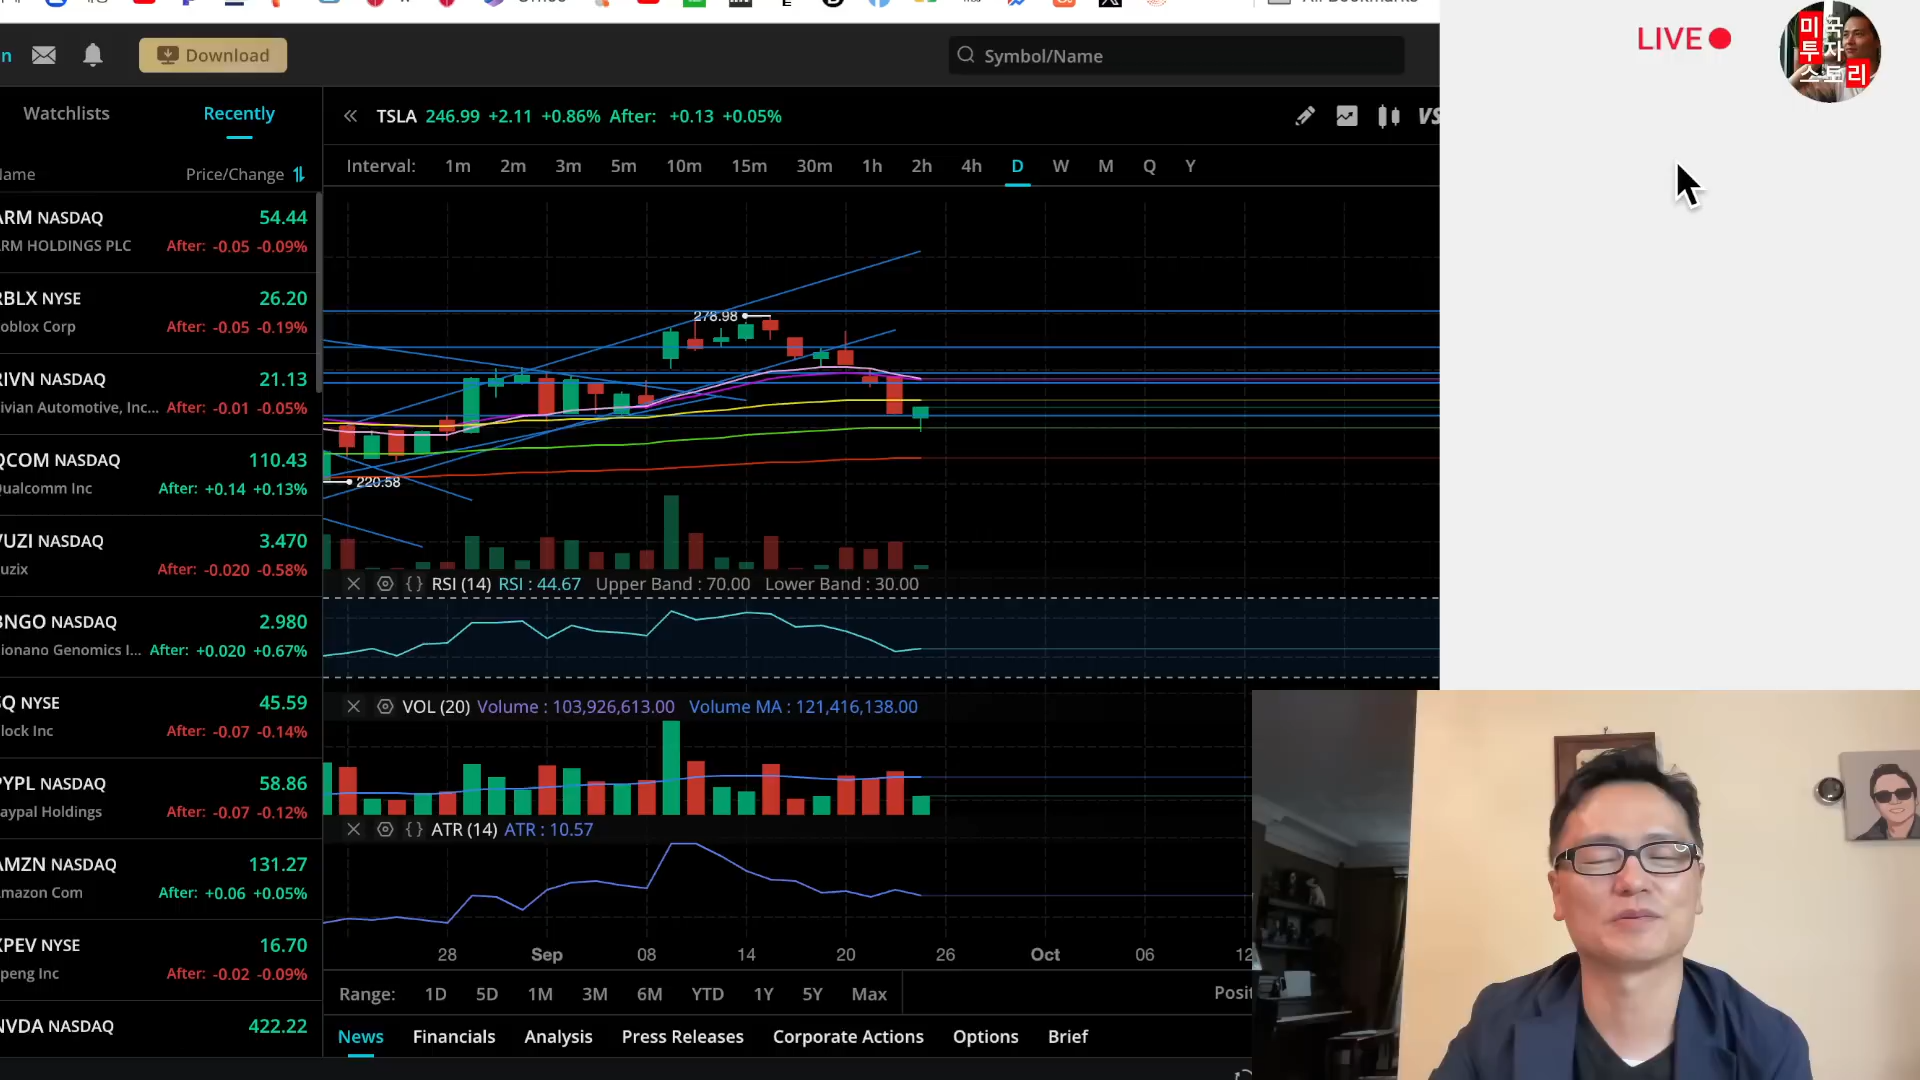 Download
Symbol/Name
LIVE
미국
투자
스토리
Watchlists
Recently
TSLA 246.99 +2.11 +0.86% After: +0.13 +0.05%
VS
Interval: 1m 2m 3m 5m 10m 15m 30m 1h 2h 4h D W M Q Y
Price/Change
ARM NASDAQ 54.44
RM HOLDINGS PLC After: -0.05 -0.09%
RBLX NYSE 26.20
oblox Corp After: -0.05 -0.19%
RIVN NASDAQ 21.13
ivian Automotive, Inc... After: -0.01 -0.05%
QCOM NASDAQ 110.43
ualcomm Inc After: +0.14 +0.13%
VUZI NASDAQ 3.470
uzix After: -0.020 -0.58%
BNGO NASDAQ 2.980
ionano Genomics I... After: +0.020 +0.67%
SQ NYSE 45.59
lock Inc After: -0.07 -0.14%
PYPL NASDAQ 58.86
aypal Holdings After: -0.07 -0.12%
AMZN NASDAQ 131.27
mazon Com After: +0.06 +0.05%
XPEV NYSE 16.70
peng Inc After: -0.02 -0.09%
NVDA NASDAQ 422.22
278.98
220.58
RSI (14) RSI : 44.67 Upper Band : 70.00 Lower Band : 30.00
VOL (20) Volume : 103,926,613.00 Volume MA : 121,416,138.00
ATR (14) ATR : 10.57
28 Sep 08 14 20 26 Oct 06 12
Range: 1D 5D 1M 3M 6M YTD 1Y 5Y Max
Posit
News Financials Analysis Press Releases Corporate Actions Options Brief